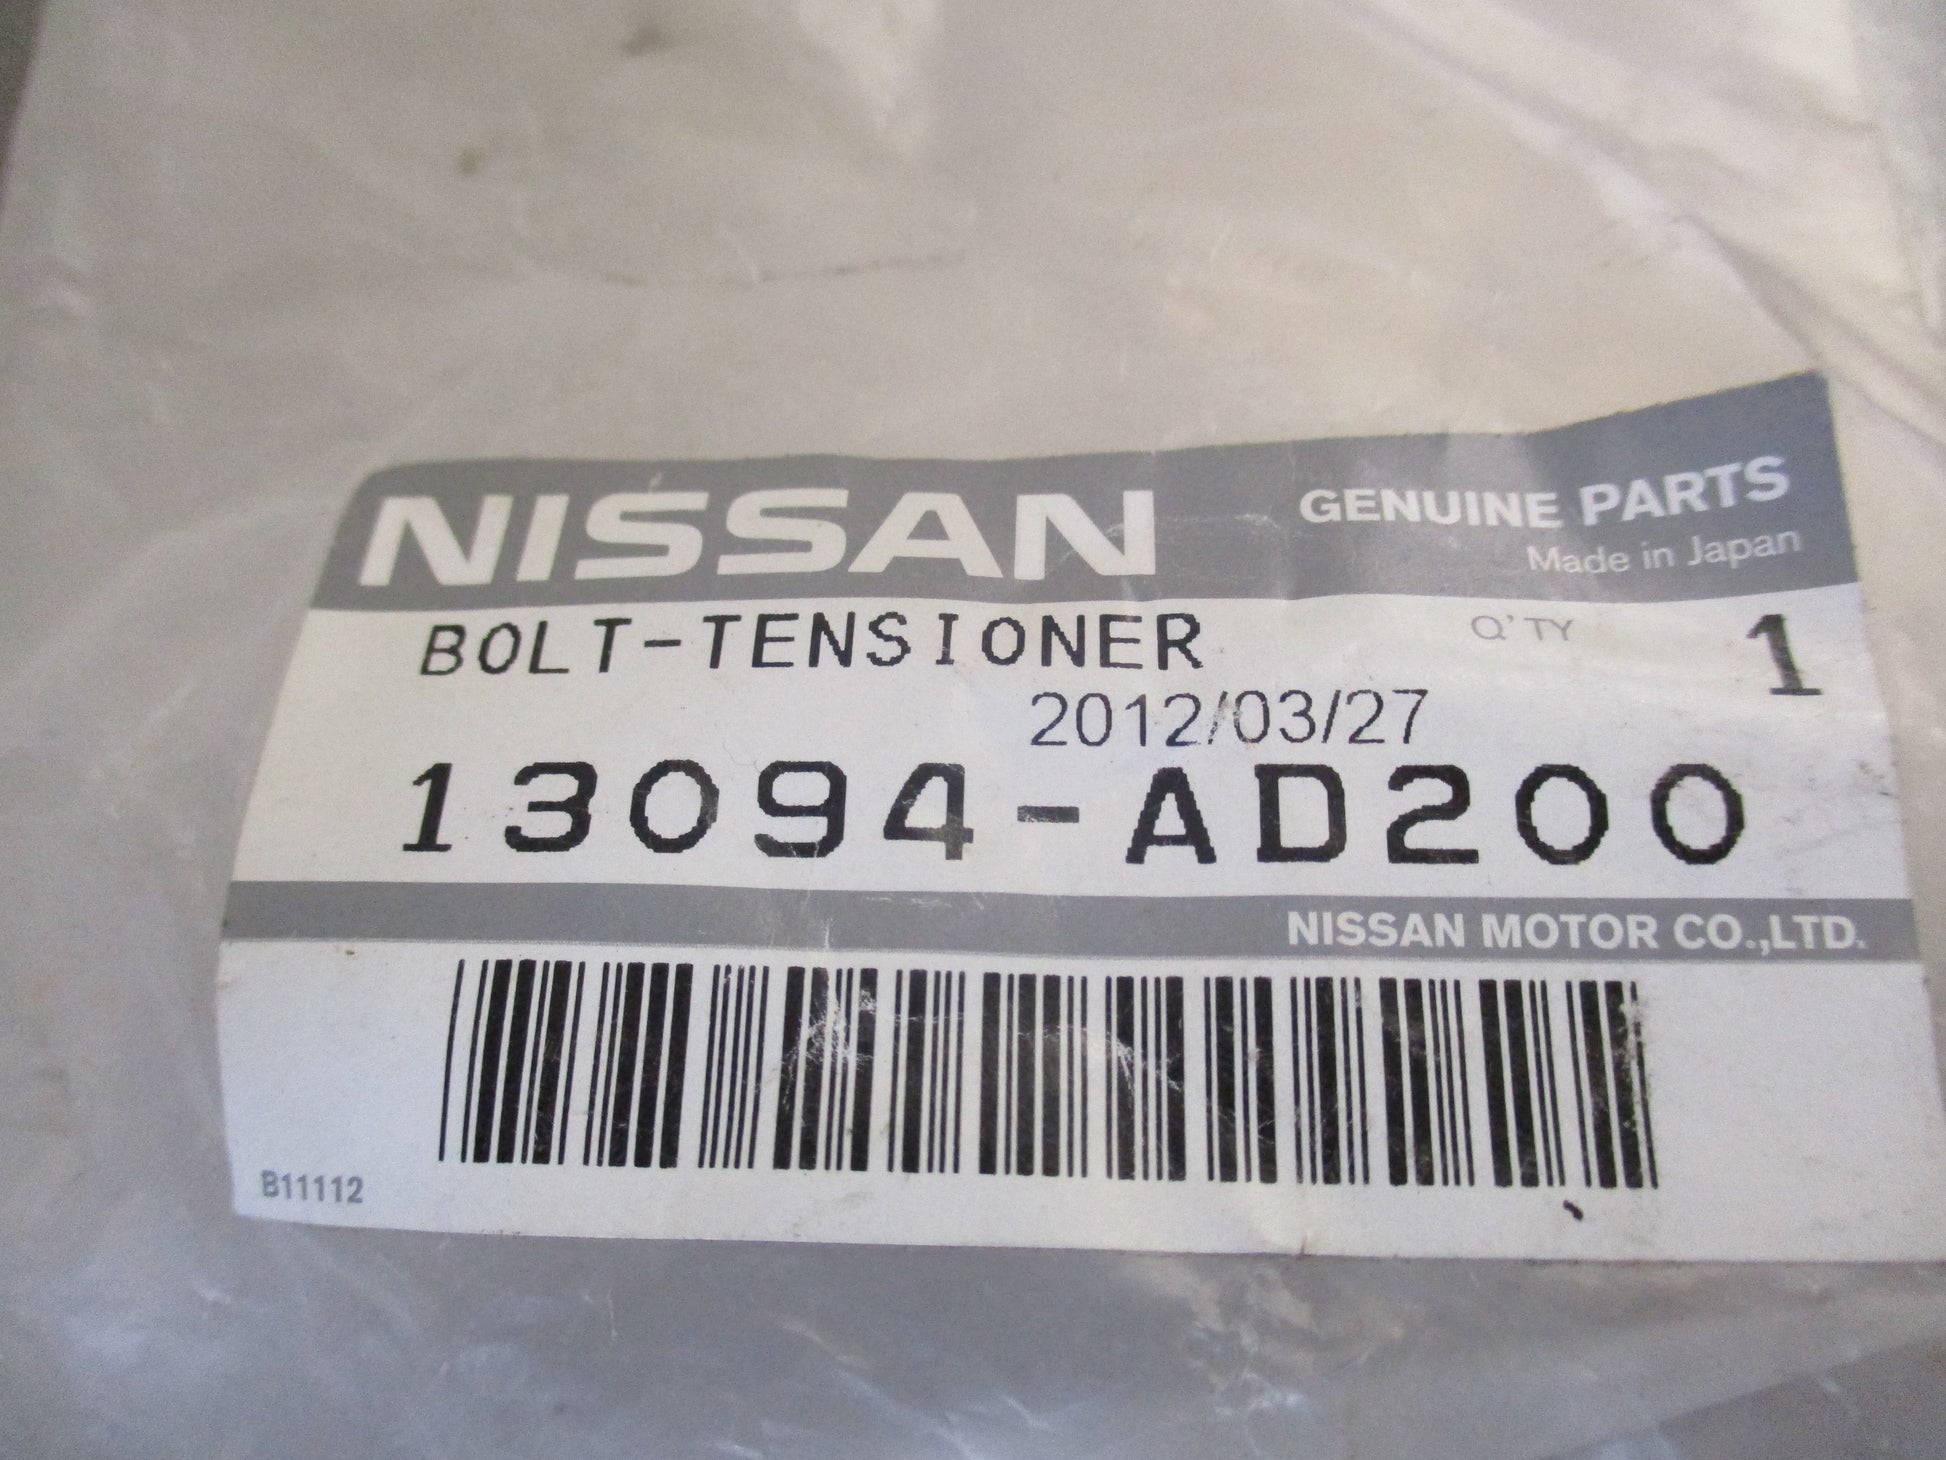 NISSAN GENUINE PARTS
Made in Japan
BOLT-TENSIONER Q'TY 1
2012/03/27
13094-AD200
NISSAN MOTOR CO.,LTD.
B11112